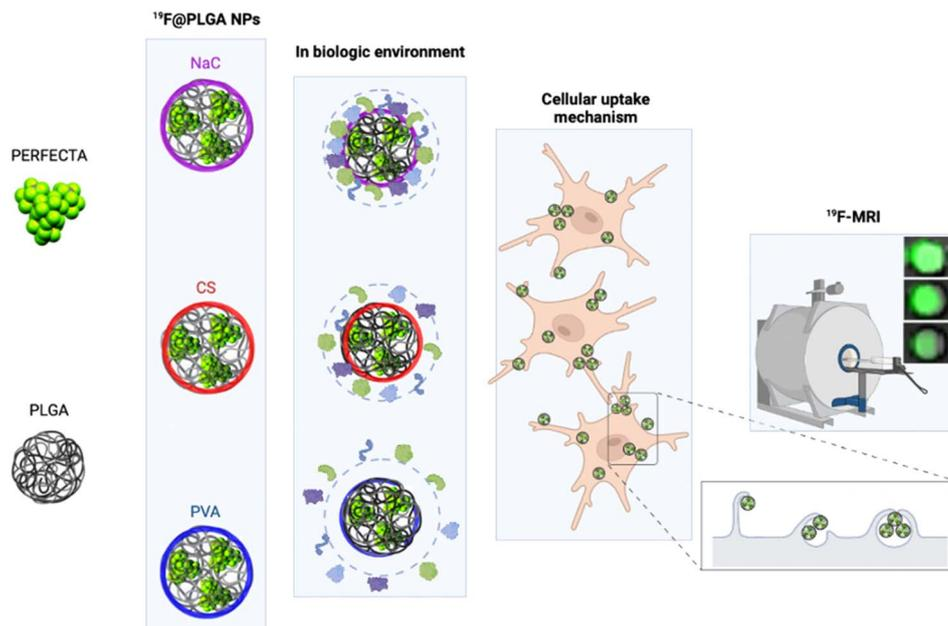 ¹⁹F@PLGA NPs
In biologic environment
Cellular uptake
mechanism
¹⁹F-MRI
PERFECTA
PLGA
NaC
CS
PVA